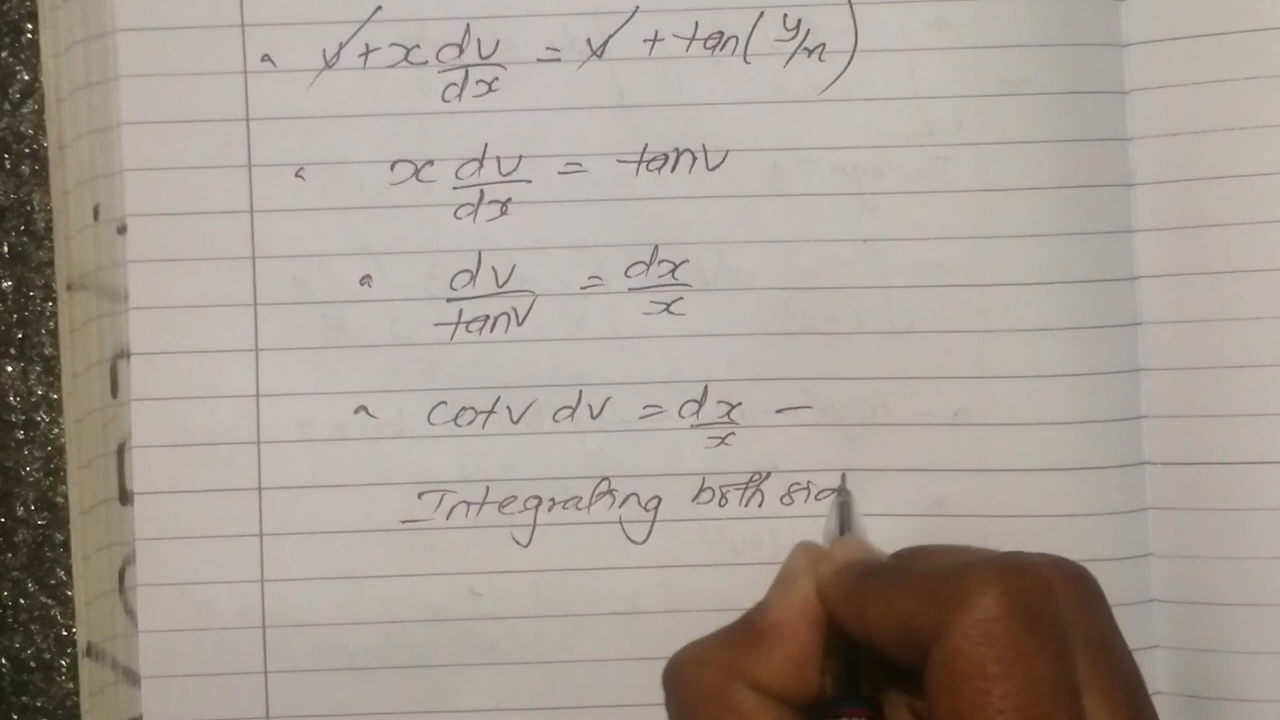 v + x dv/dx = v + tan(y/x)
x dv/dx = tanv
dv/tanv = dx/x
cotv dv = dx/x —
Integrating both sid